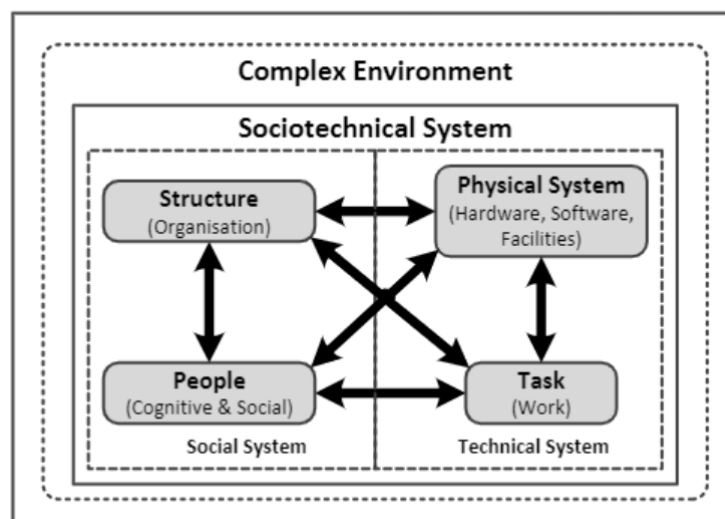 Complex Environment
Sociotechnical System
Structure
(Organisation)
Physical System
(Hardware, Software,
Facilities)
People
(Cognitive & Social)
Task
(Work)
Social System
Technical System